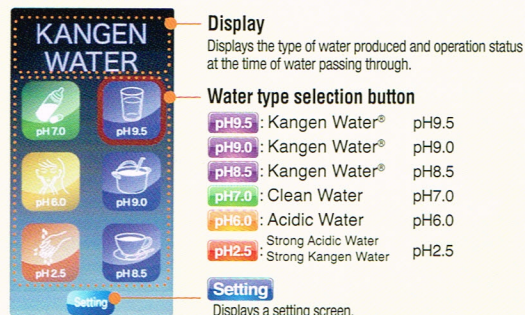 KANGEN
WATER
pH 7.0
pH 9.5
pH 6.0
pH 9.0
pH 2.5
pH 8.5
Setting
Display
Displays the type of water produced and operation status
at the time of water passing through.
Water type selection button
pH9.5 : Kangen Water® pH9.5
pH9.0 : Kangen Water® pH9.0
pH8.5 : Kangen Water® pH8.5
pH7.0 : Clean Water pH7.0
pH6.0 : Acidic Water pH6.0
pH2.5 : Strong Acidic Water
Strong Kangen Water pH2.5
Setting
Displays a setting screen.